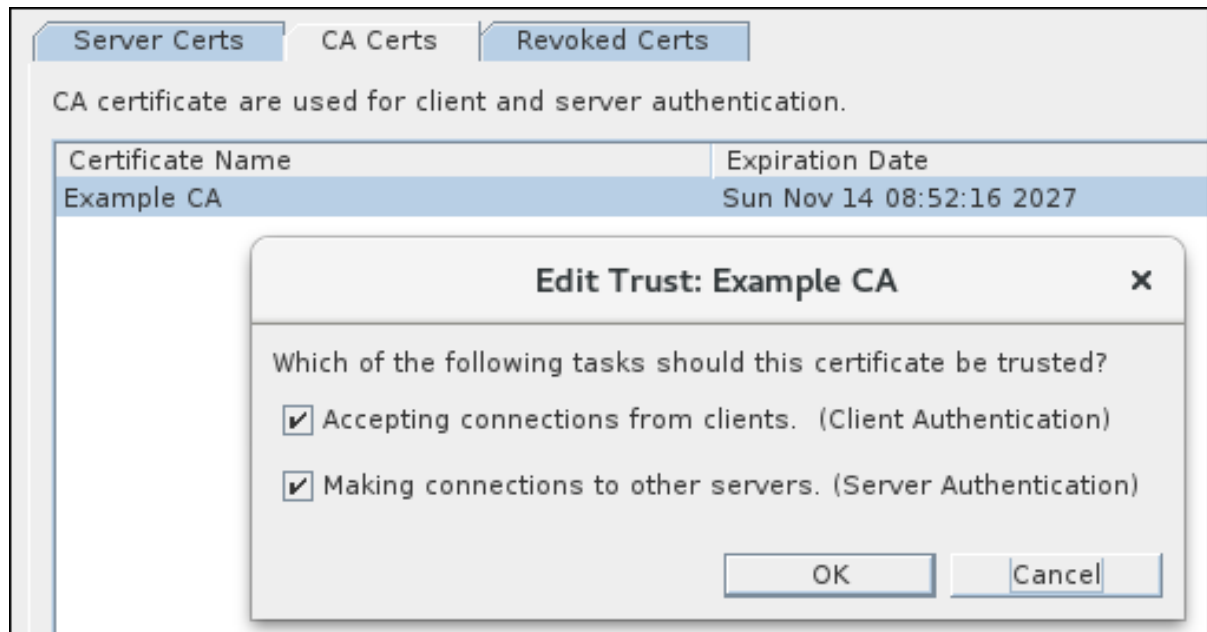 Server Certs CA Certs Revoked Certs
CA certificate are used for client and server authentication.
Certificate Name Expiration Date
Example CA Sun Nov 14 08:52:16 2027
Edit Trust: Example CA
Which of the following tasks should this certificate be trusted?
Accepting connections from clients. (Client Authentication)
Making connections to other servers. (Server Authentication)
OK Cancel